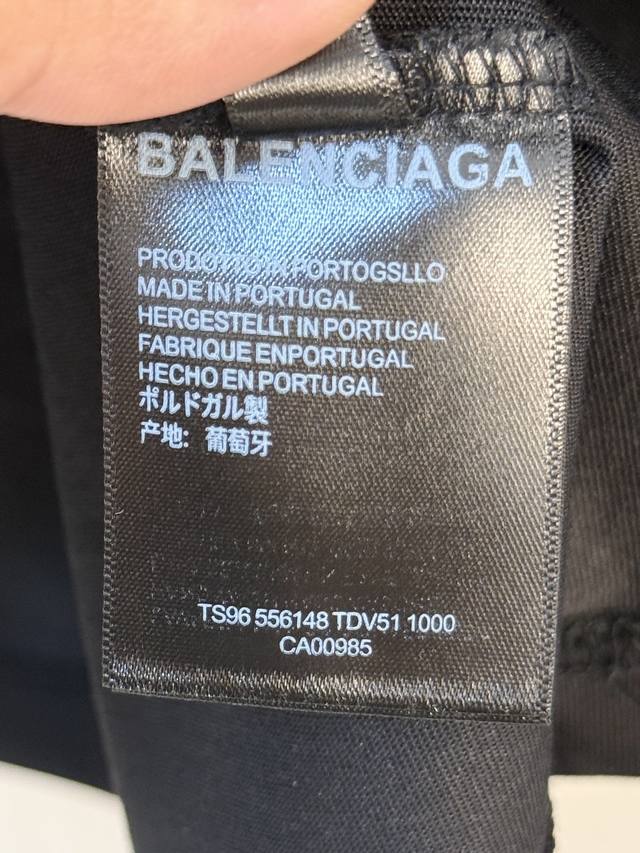 BALENCIAGA
PRODOTTO IN PORTOGSLLO
MADE IN PORTUGAL
HERGESTELLT IN PORTUGAL
FABRIQUE ENPORTUGAL
HECHO EN PORTUGAL
ポルドガル製
产地: 葡萄牙
TS96 556148 TDV51 1000
CA00985